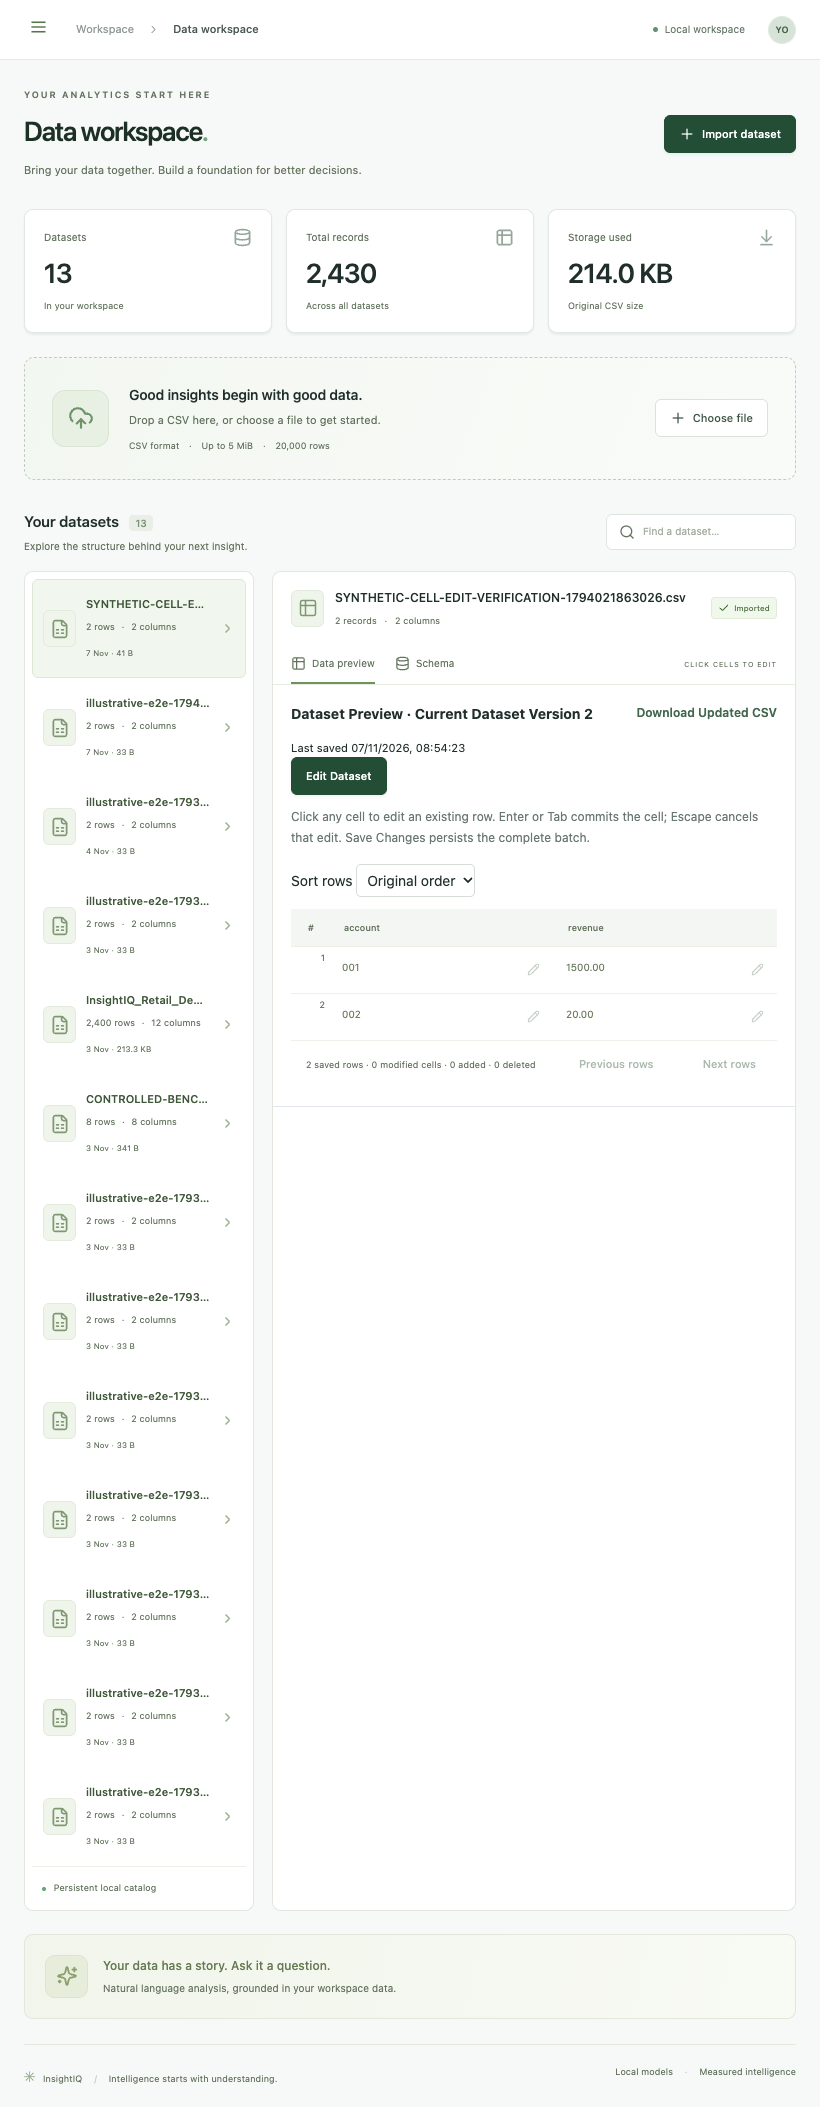 Workspace > Data workspace
Local workspace
YO
YOUR ANALYTICS START HERE
Data workspace.
Import dataset
Bring your data together. Build a foundation for better decisions.
Datasets
13
In your workspace
Total records
2,430
Across all datasets
Storage used
214.0 KB
Original CSV size
Good insights begin with good data.
Drop a CSV here, or choose a file to get started.
CSV format · Up to 5 MiB · 20,000 rows
Choose file
Your datasets 13
Explore the structure behind your next insight.
Find a dataset...
SYNTHETIC-CELL-E...
2 rows · 2 columns
7 Nov · 41 B
illustrative-e2e-1794...
2 rows · 2 columns
7 Nov · 33 B
illustrative-e2e-1793...
2 rows · 2 columns
4 Nov · 33 B
illustrative-e2e-1793...
2 rows · 2 columns
3 Nov · 33 B
InsightIQ_Retail_De...
2,400 rows · 12 columns
3 Nov · 213.3 KB
CONTROLLED-BENC...
8 rows · 8 columns
3 Nov · 341 B
illustrative-e2e-1793...
2 rows · 2 columns
3 Nov · 33 B
illustrative-e2e-1793...
2 rows · 2 columns
3 Nov · 33 B
illustrative-e2e-1793...
2 rows · 2 columns
3 Nov · 33 B
illustrative-e2e-1793...
2 rows · 2 columns
3 Nov · 33 B
illustrative-e2e-1793...
2 rows · 2 columns
3 Nov · 33 B
illustrative-e2e-1793...
2 rows · 2 columns
3 Nov · 33 B
illustrative-e2e-1793...
2 rows · 2 columns
3 Nov · 33 B
Persistent local catalog
SYNTHETIC-CELL-EDIT-VERIFICATION-1794021863026.csv
2 records · 2 columns
Imported
Data preview
Schema
CLICK CELLS TO EDIT
Dataset Preview · Current Dataset Version 2
Download Updated CSV
Last saved 07/11/2026, 08:54:23
Edit Dataset
Click any cell to edit an existing row. Enter or Tab commits the cell; Escape cancels
that edit. Save Changes persists the complete batch.
Sort rows Original order
# account revenue
1 001 1500.00
2 002 20.00
2 saved rows · 0 modified cells · 0 added · 0 deleted
Previous rows
Next rows
Your data has a story. Ask it a question.
Natural language analysis, grounded in your workspace data.
InsightIQ / Intelligence starts with understanding.
Local models · Measured intelligence